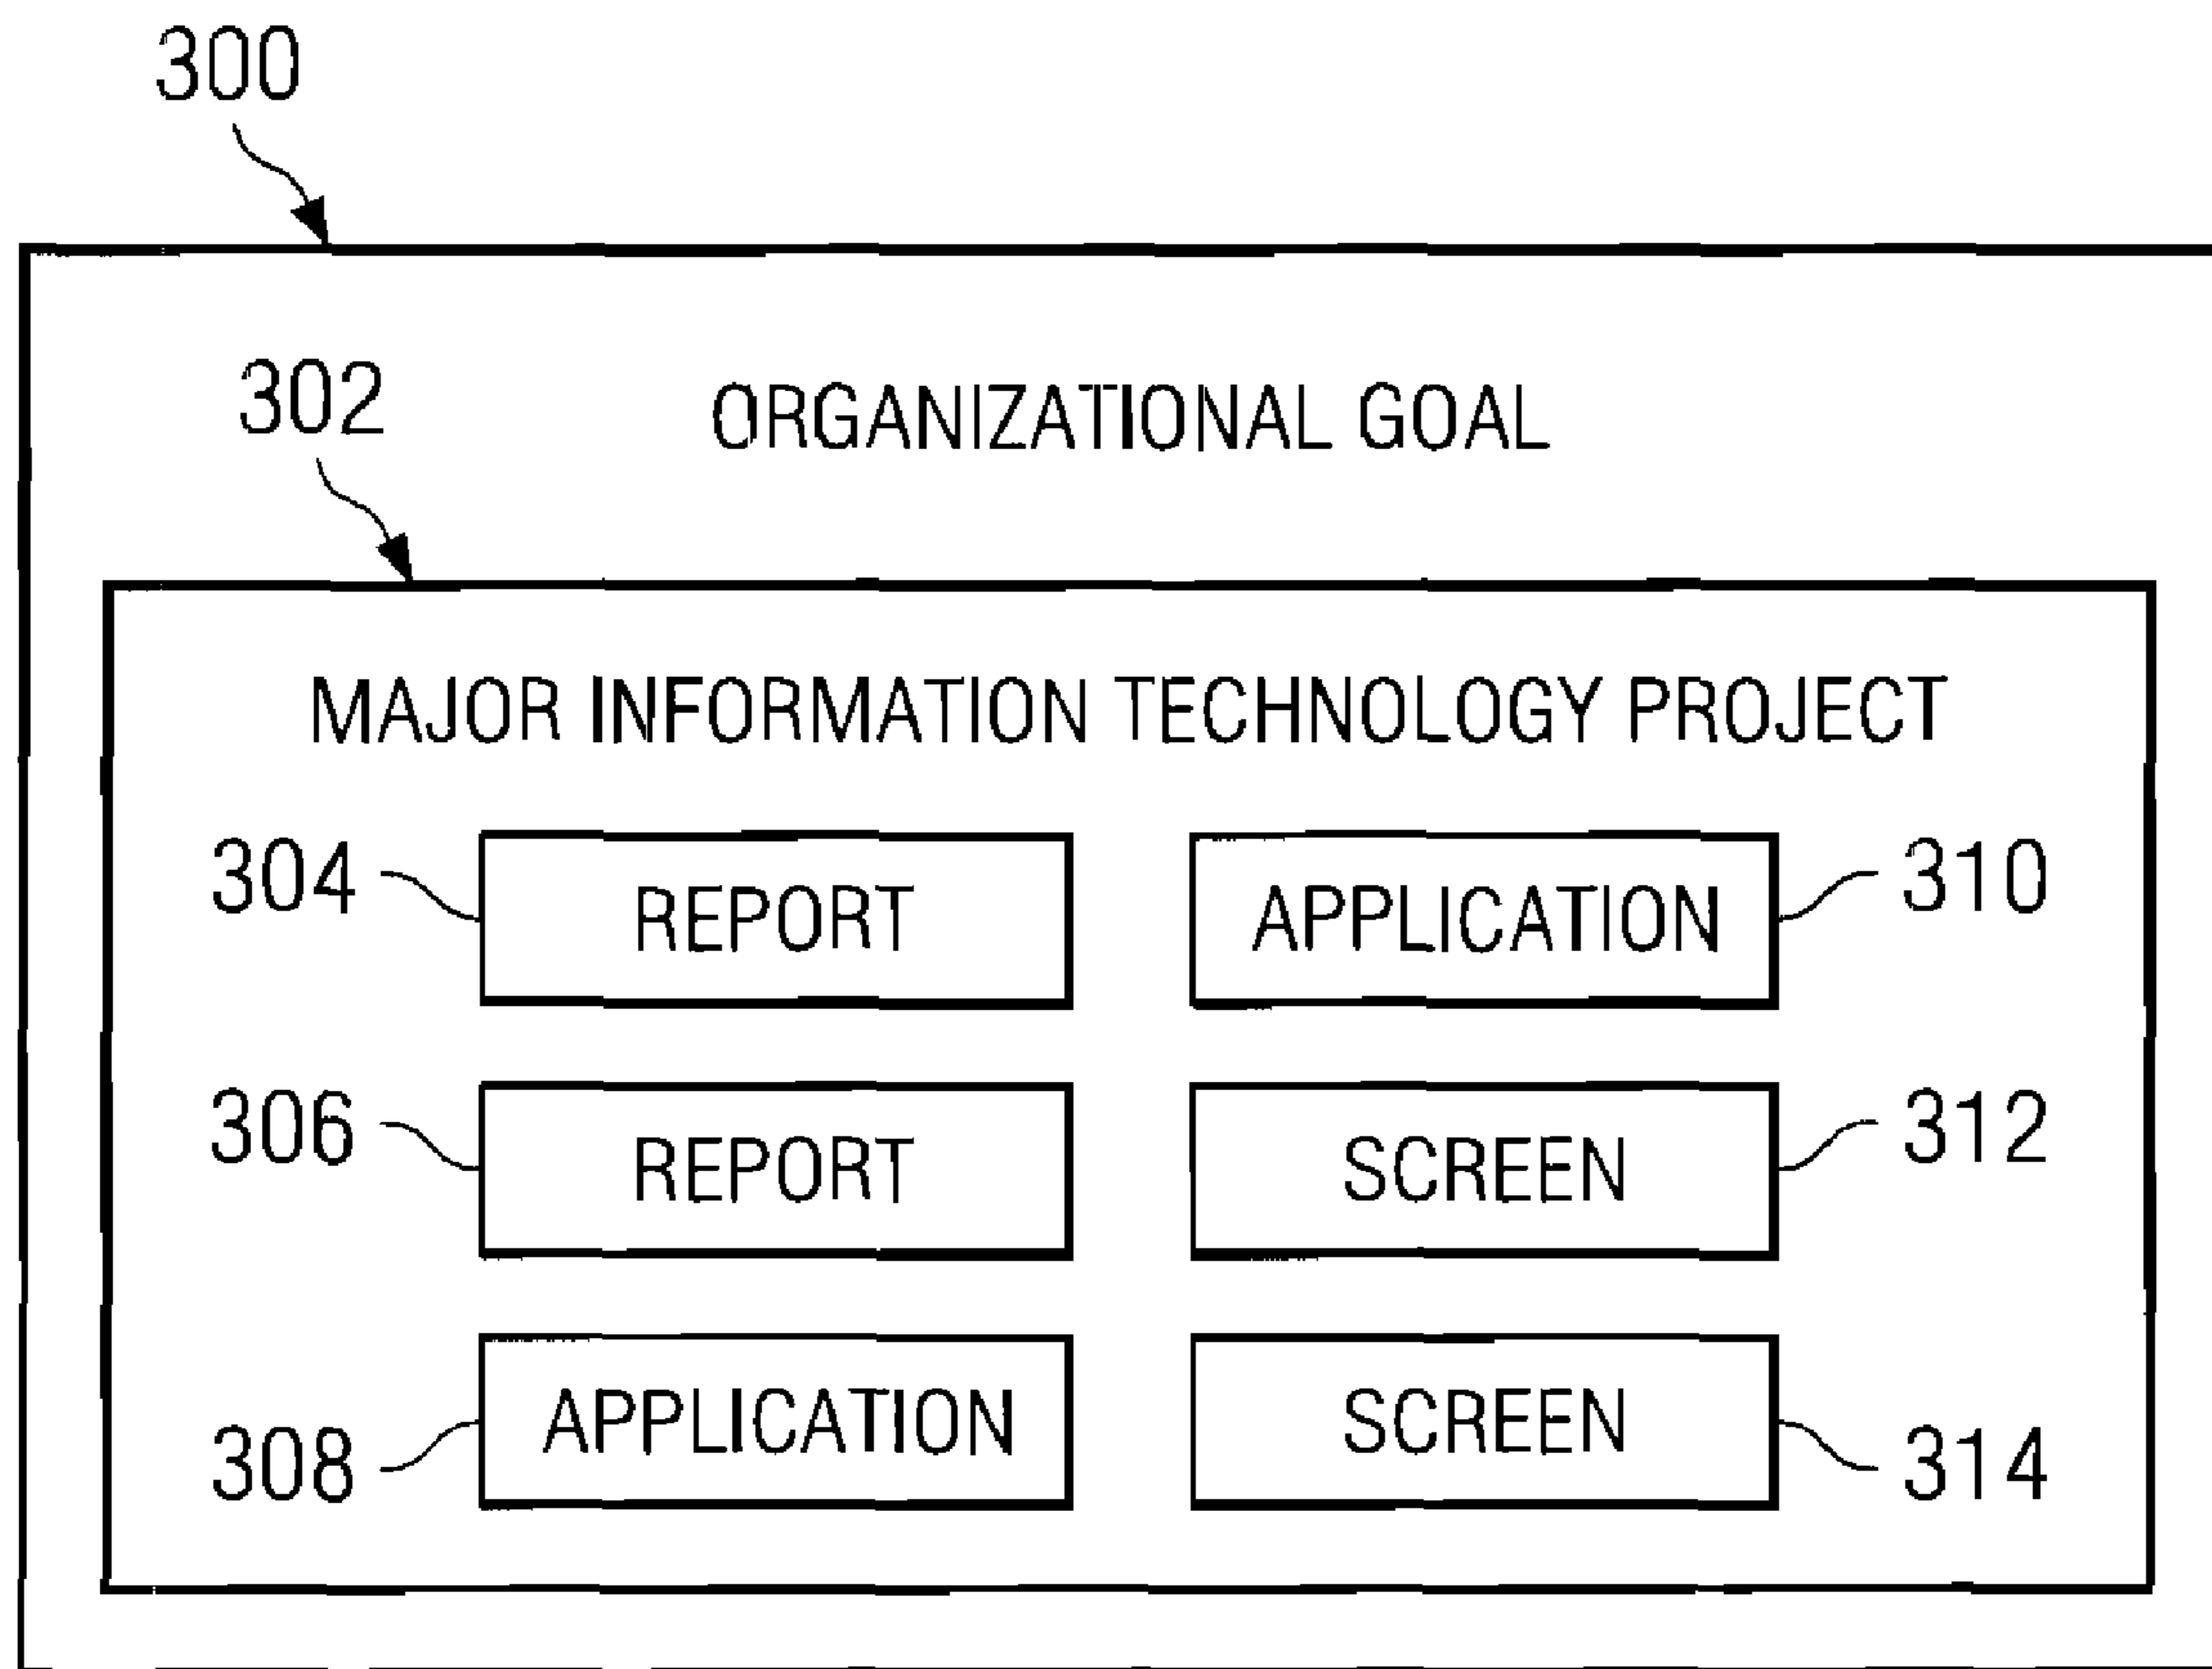 300
302
ORGANIZATIONAL GOAL
MAJOR INFORMATION TECHNOLOGY PROJECT
304
REPORT
APPLICATION
310
306
REPORT
SCREEN
312
308
APPLICATION
SCREEN
314